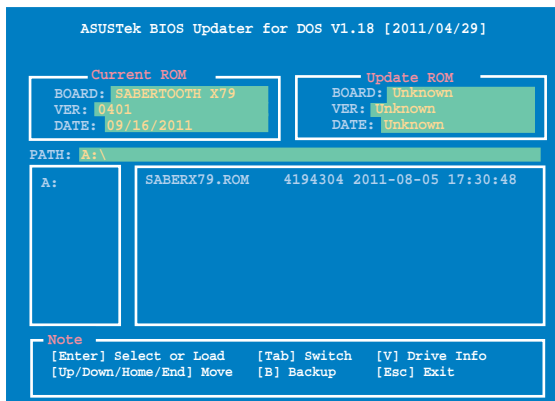 ASUSTek BIOS Updater for DOS V1.18 [2011/04/29]
Current ROM
BOARD: SABERTOOTH X79
VER: 0401
DATE: 09/16/2011
Update ROM
BOARD: Unknown
VER: Unknown
DATE: Unknown
PATH: A:\
A:
SABERX79.ROM 4194304 2011-08-05 17:30:48
Note
[Enter] Select or Load [Tab] Switch [V] Drive Info
[Up/Down/Home/End] Move [B] Backup [Esc] Exit